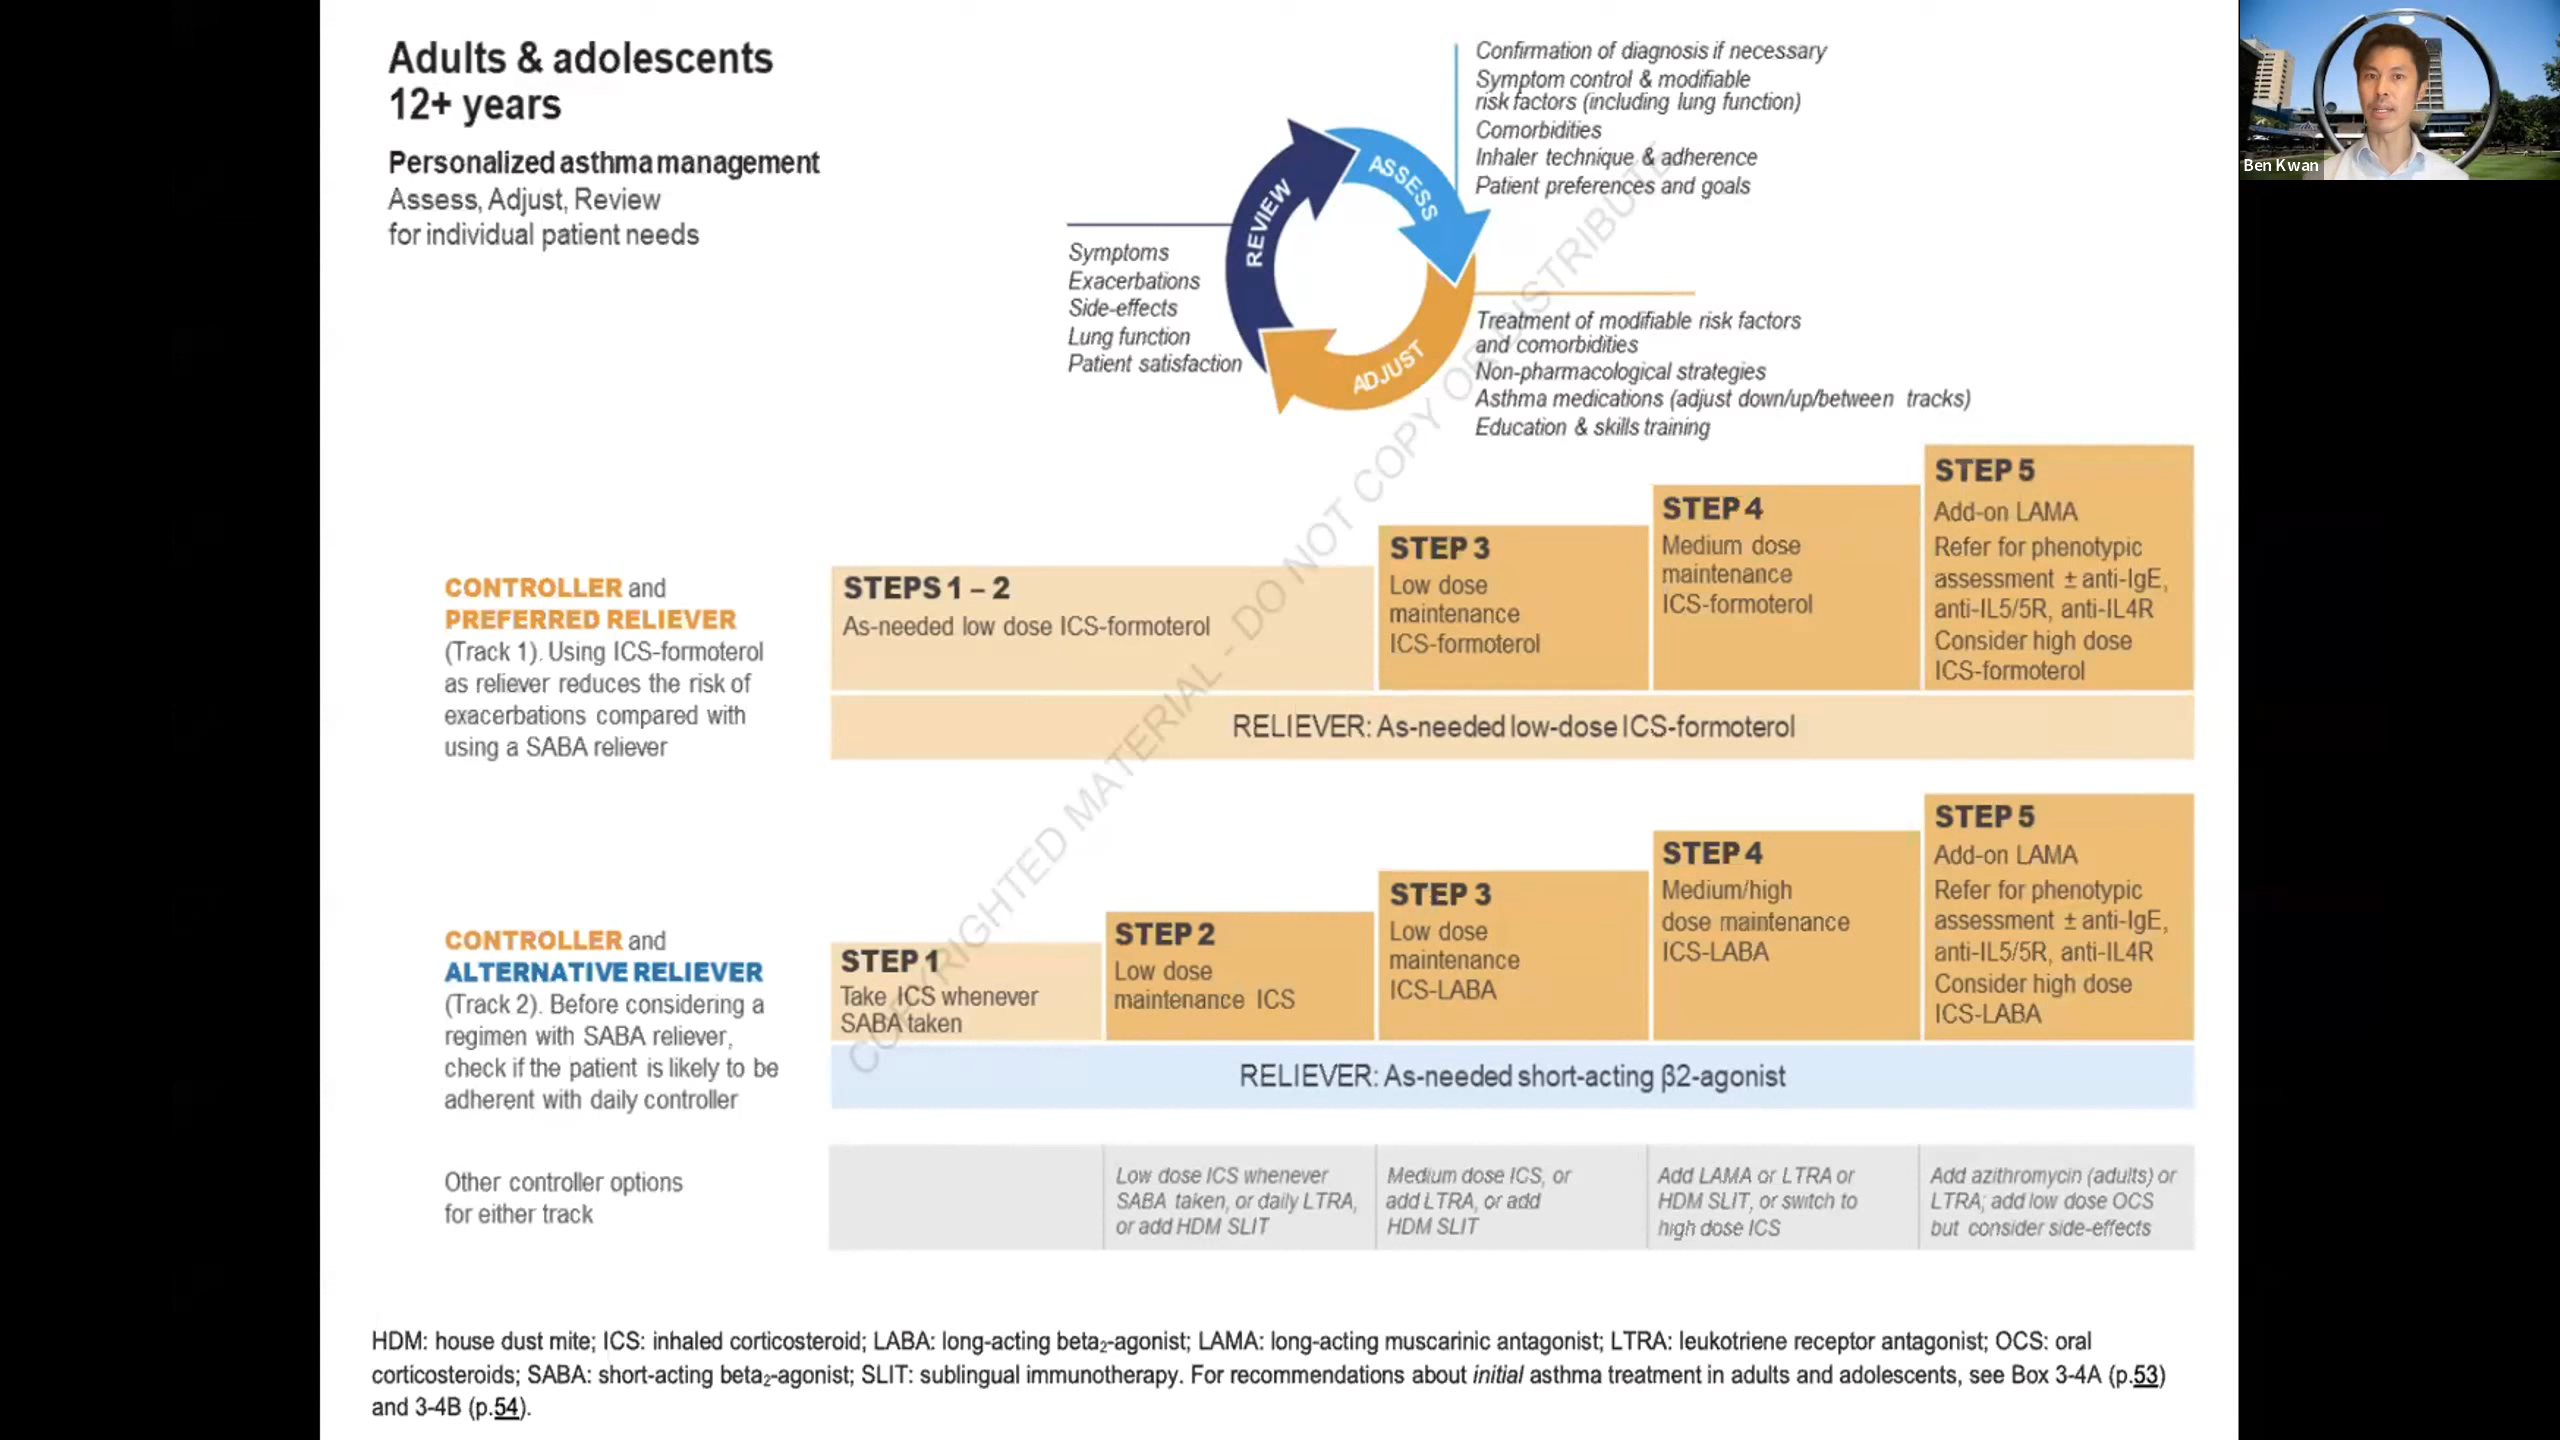 Adults & adolescents
12+ years
Personalized asthma management
Assess, Adjust, Review
for individual patient needs
Confirmation of diagnosis if necessary
Symptom control & modifiable
risk factors (including lung function)
Comorbidities
Inhaler technique & adherence
Patient preferences and goals
Ben Kwan
REVIEW
ASSESS
ADJUST
Symptoms
Exacerbations
Side-effects
Lung function
Patient satisfaction
Treatment of modifiable risk factors
and comorbidities
Non-pharmacological strategies
Asthma medications (adjust down/up/between tracks)
Education & skills training
CONTROLLER and
PREFERRED RELIEVER
(Track 1). Using ICS-formoterol
as reliever reduces the risk of
exacerbations compared with
using a SABA reliever
STEPS 1 – 2
As-needed low dose ICS-formoterol
STEP 3
Low dose
maintenance
ICS-formoterol
STEP 4
Medium dose
maintenance
ICS-formoterol
STEP 5
Add-on LAMA
Refer for phenotypic
assessment ± anti-IgE,
anti-IL5/5R, anti-IL4R
Consider high dose
ICS-formoterol
RELIEVER: As-needed low-dose ICS-formoterol
CONTROLLER and
ALTERNATIVE RELIEVER
(Track 2). Before considering a
regimen with SABA reliever,
check if the patient is likely to be
adherent with daily controller
STEP 1
Take ICS whenever
SABA taken
STEP 2
Low dose
maintenance ICS
STEP 3
Low dose
maintenance
ICS-LABA
STEP 4
Medium/high
dose maintenance
ICS-LABA
STEP 5
Add-on LAMA
Refer for phenotypic
assessment ± anti-IgE,
anti-IL5/5R, anti-IL4R
Consider high dose
ICS-LABA
RELIEVER: As-needed short-acting β2-agonist
Other controller options
for either track
Low dose ICS whenever
SABA taken, or daily LTRA,
or add HDM SLIT
Medium dose ICS, or
add LTRA, or add
HDM SLIT
Add LAMA or LTRA or
HDM SLIT, or switch to
high dose ICS
Add azithromycin (adults) or
LTRA; add low dose OCS
but consider side-effects
COPYRIGHTED MATERIAL - DO NOT COPY OR DISTRIBUTE
HDM: house dust mite; ICS: inhaled corticosteroid; LABA: long-acting beta₂-agonist; LAMA: long-acting muscarinic antagonist; LTRA: leukotriene receptor antagonist; OCS: oral
corticosteroids; SABA: short-acting beta₂-agonist; SLIT: sublingual immunotherapy. For recommendations about initial asthma treatment in adults and adolescents, see Box 3-4A (p.53)
and 3-4B (p.54).